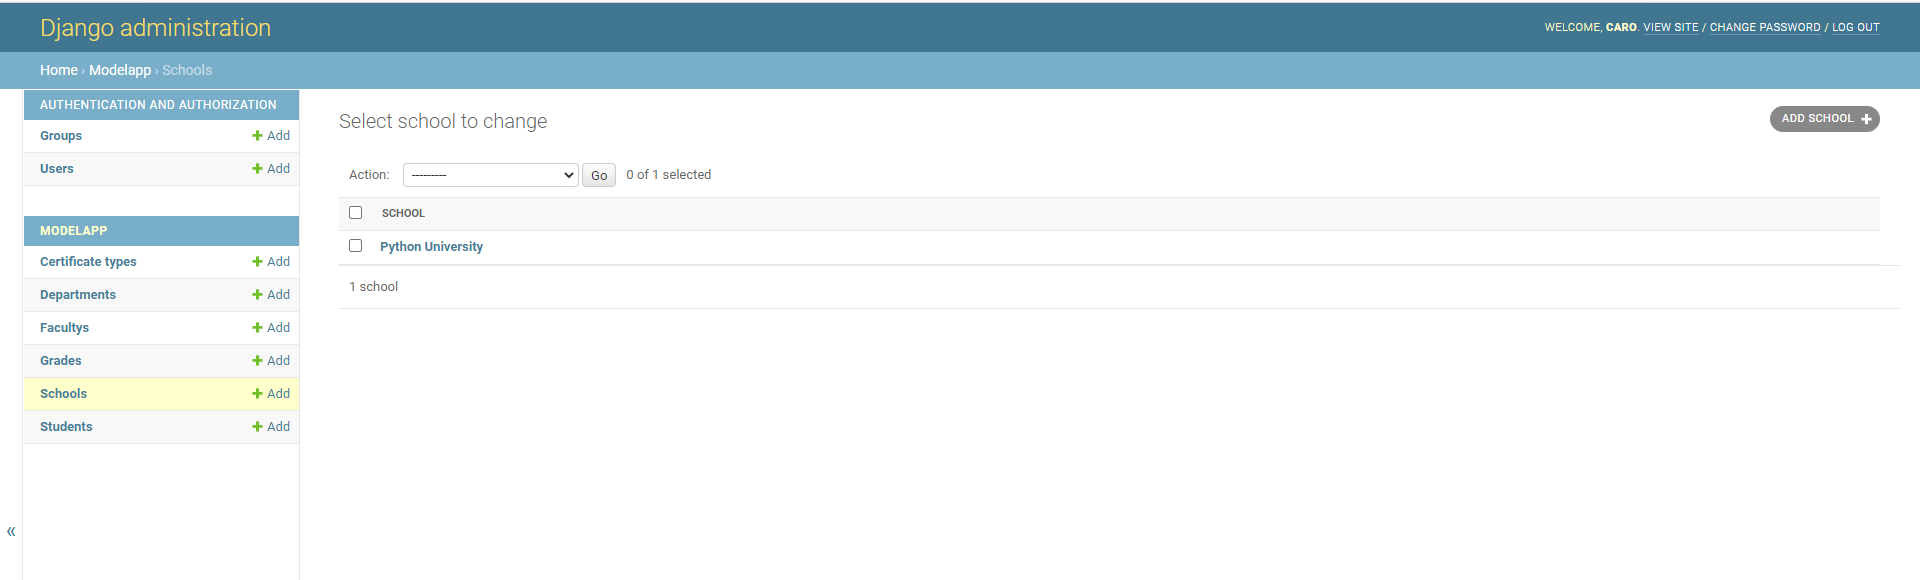 Django administration
WELCOME, CARO. VIEW SITE / CHANGE PASSWORD / LOG OUT
Home › Modelapp › Schools
AUTHENTICATION AND AUTHORIZATION
Groups + Add
Users + Add
MODELAPP
Certificate types + Add
Departments + Add
Facultys + Add
Grades + Add
Schools + Add
Students + Add
«
Select school to change
ADD SCHOOL +
Action: --------- Go 0 of 1 selected
SCHOOL
Python University
1 school